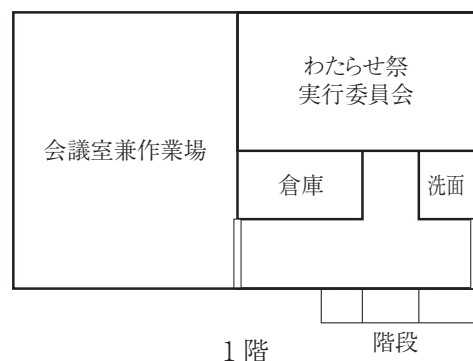 わたらせ祭
実行委員会
会議室兼作業場
倉庫
洗面
階段
1階